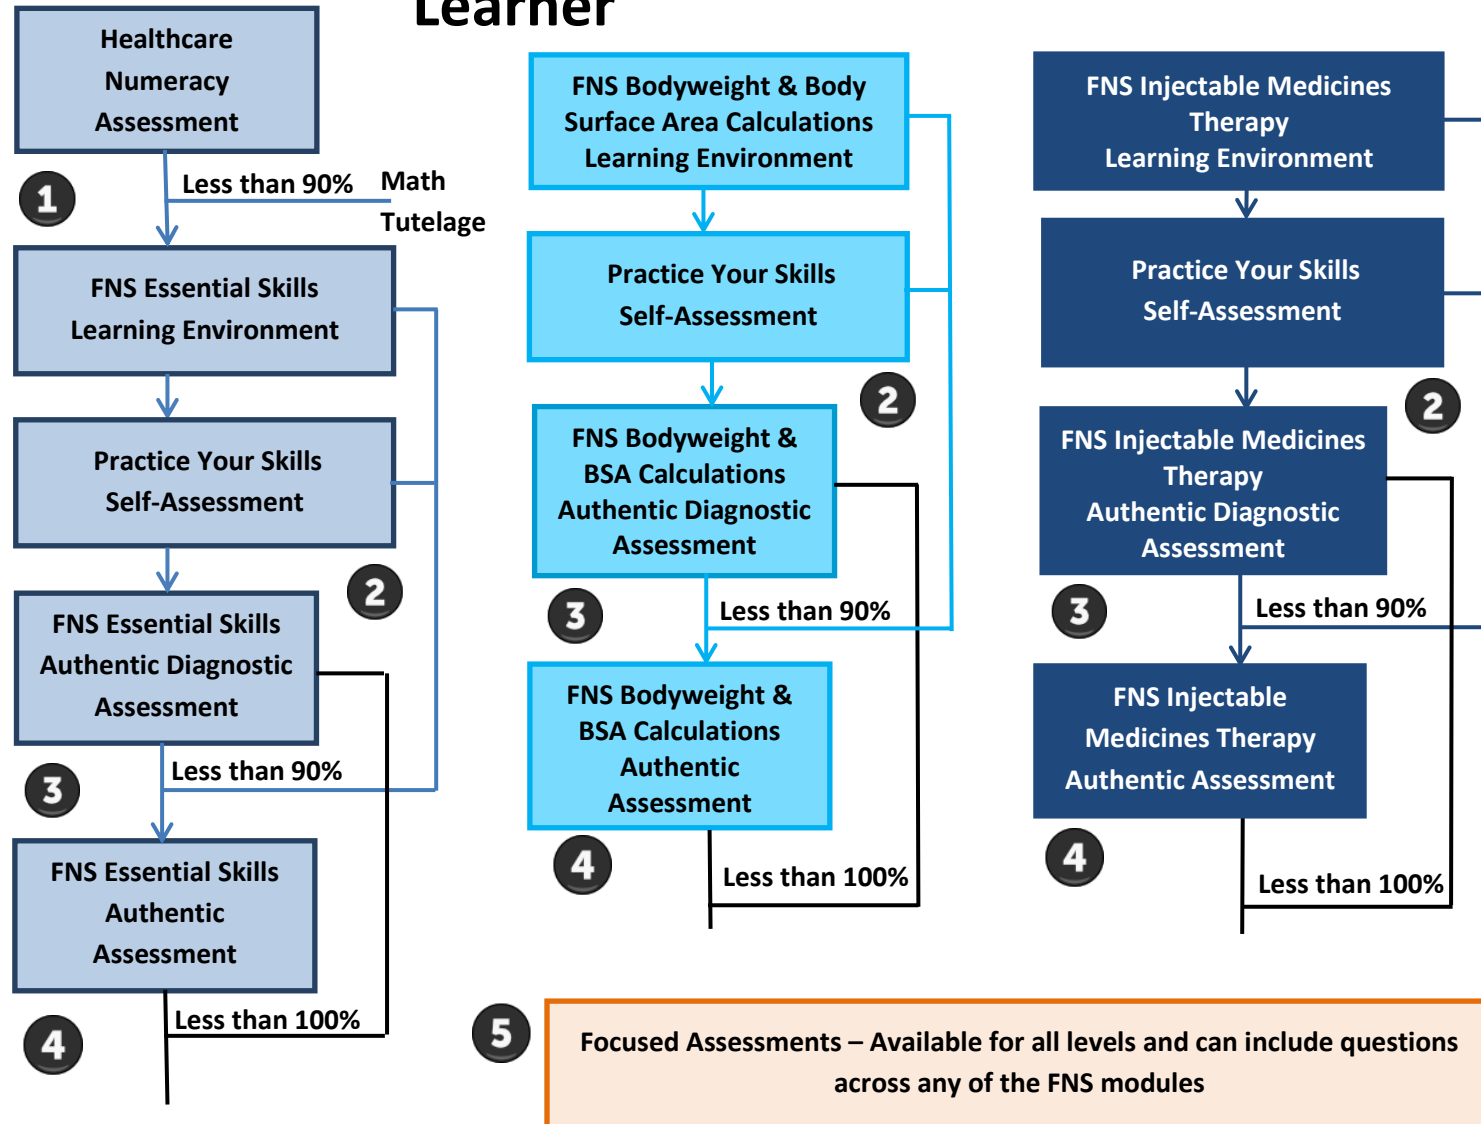 Learner
Healthcare
Numeracy
Assessment
1
Less than 90%
Math
Tutelage
FNS Essential Skills
Learning Environment
Practice Your Skills
Self-Assessment
2
FNS Essential Skills
Authentic Diagnostic
Assessment
Less than 90%
3
FNS Essential Skills
Authentic
Assessment
Less than 100%
4
FNS Bodyweight & Body
Surface Area Calculations
Learning Environment
Practice Your Skills
Self-Assessment
2
FNS Bodyweight &
BSA Calculations
Authentic Diagnostic
Assessment
3
Less than 90%
FNS Bodyweight &
BSA Calculations
Authentic
Assessment
4
Less than 100%
FNS Injectable Medicines
Therapy
Learning Environment
Practice Your Skills
Self-Assessment
2
FNS Injectable Medicines
Therapy
Authentic Diagnostic
Assessment
3
Less than 90%
FNS Injectable
Medicines Therapy
Authentic Assessment
4
Less than 100%
5
Focused Assessments – Available for all levels and can include questions
across any of the FNS modules